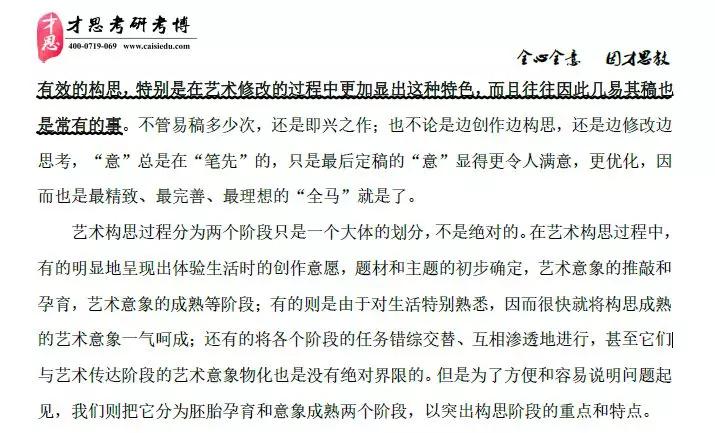 才思
才思考研考博
400-0719-069 www.caisiedu.com
全心全意 因才思教
有效的构思，特别是在艺术修改的过程中更加显出这种特色，而且往往因此几易其稿也
是常有的事。不管易稿多少次，还是即兴之作；也不论是边创作边构思，还是边修改边
思考，“意”总是在“笔先”的，只是最后定稿的“意”显得更令人满意，更优化，因
而也是最精致、最完善、最理想的“全马”就是了。
艺术构思过程分为两个阶段只是一个大体的划分，不是绝对的。在艺术构思过程中，
有的明显地呈现出体验生活时的创作意愿，题材和主题的初步确定，艺术意象的推敲和
孕育，艺术意象的成熟等阶段；有的则是由于对生活特别熟悉，因而很快就将构思成熟
的艺术意象一气呵成；还有的将各个阶段的任务错综交替、互相渗透地进行，甚至它们
与艺术传达阶段的艺术意象物化也是没有绝对界限的。但是为了方便和容易说明问题起
见，我们则把它分为胚胎孕育和意象成熟两个阶段，以突出构思阶段的重点和特点。